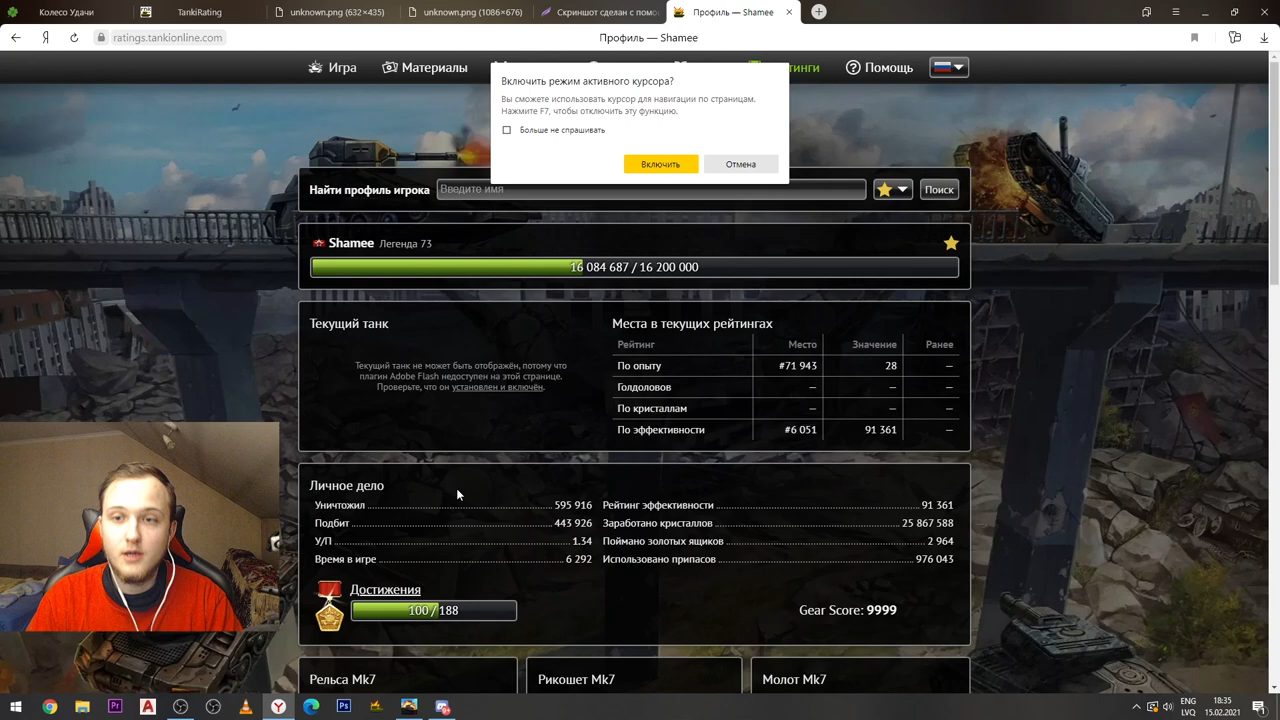 unknown.png (632×435)
TankiRating
unknown.png (1086×676)
Скриншот сделан с помо
Профиль — Shamee
ratings.tankionline.com
Профиль — Shamee
Игра
Материалы
Помощь
Включить режим активного курсора?
Вы сможете использовать курсор для навигации по страницам.
Нажмите F7, чтобы отключить эту функцию.
Больше не спрашивать
Включить
Отмена
Найти профиль игрока
Введите имя
Поиск
Shamee Легенда 73
16 084 687 / 16 200 000
Текущий танк
Текущий танк не может быть отображён, потому что
плагин Adobe Flash недоступен на этой странице.
Проверьте, что он установлен и включён.
Места в текущих рейтингах
Рейтинг Место Значение Ранее
По опыту #71 943 28 —
Голдоловов — — —
По кристаллам — — —
По эффективности #6 051 91 361 —
Личное дело
Уничтожил 595 916
Подбит 443 926
У/П 1.34
Время в игре 6 292
Рейтинг эффективности 91 361
Заработано кристаллов 25 867 588
Поймано золотых ящиков 2 964
Использовано припасов 976 043
Достижения
100 / 188
Gear Score: 9999
Рельса Mk7
Рикошет Mk7
Молот Mk7
ENG
LVQ
18:35
15.02.2021